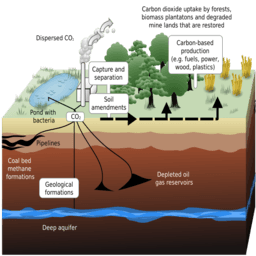 Carbon dioxide uptake by forests,
biomass plantatons and degraded
mine lands that are restored
Dispersed CO₂
Carbon-based
production
(e.g. fuels, power,
wood, plastics)
Capture and
separation
Soil
amendments
Pond with
bacteria
CO₂
Pipelines
Coal bed
methane
formations
Geological
formations
Depleted oil
gas reservoirs
Deep aquifer